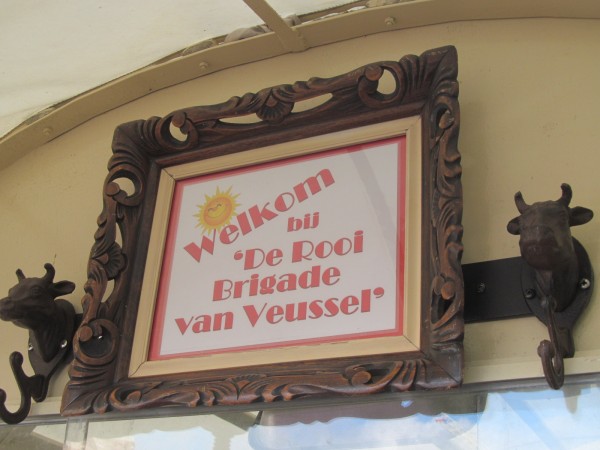 Welkom
bij
‘De Rooi
Brigade
van Veussel’